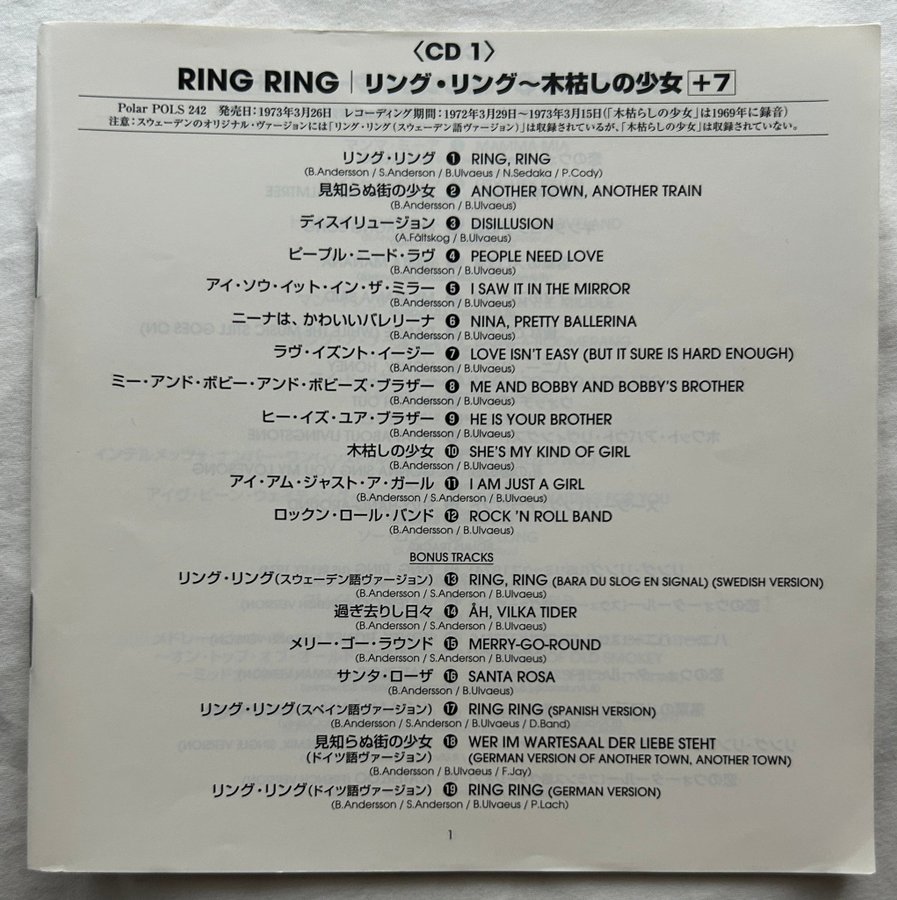 〈CD 1〉
RING RING｜リング・リング〜木枯しの少女 +7
Polar POLS 242　発売日：1973年3月26日　レコーディング期間：1972年3月29日〜1973年3月15日(「木枯らしの少女」は1969年に録音)
注意：スウェーデンのオリジナル・ヴァージョンには「リング・リング(スウェーデン語ヴァージョン)」は収録されているが、「木枯らしの少女」は収録されていない。
リング・リング ❶ RING, RING
(B.Andersson / S.Anderson / B.Ulvaeus / N.Sedaka / P.Cody)
見知らぬ街の少女 ❷ ANOTHER TOWN, ANOTHER TRAIN
(B.Andersson / B.Ulvaeus)
ディスイリュージョン ❸ DISILLUSION
(A.Fältskog / B.Ulvaeus)
ピープル・ニード・ラヴ ❹ PEOPLE NEED LOVE
(B.Andersson / B.Ulvaeus)
アイ・ソウ・イット・イン・ザ・ミラー ❺ I SAW IT IN THE MIRROR
(B.Andersson / B.Ulvaeus)
ニーナは、かわいいバレリーナ ❻ NINA, PRETTY BALLERINA
(B.Andersson / B.Ulvaeus)
ラヴ・イズント・イージー ❼ LOVE ISN'T EASY (BUT IT SURE IS HARD ENOUGH)
(B.Andersson / B.Ulvaeus)
ミー・アンド・ボビー・アンド・ボビーズ・ブラザー ❽ ME AND BOBBY AND BOBBY'S BROTHER
(B.Andersson / B.Ulvaeus)
ヒー・イズ・ユア・ブラザー ❾ HE IS YOUR BROTHER
(B.Andersson / B.Ulvaeus)
木枯しの少女 ❿ SHE'S MY KIND OF GIRL
(B.Andersson / B.Ulvaeus)
アイ・アム・ジャスト・ア・ガール ⓫ I AM JUST A GIRL
(B.Andersson / S.Anderson / B.Ulvaeus)
ロックン・ロール・バンド ⓬ ROCK 'N ROLL BAND
(B.Andersson / B.Ulvaeus)
BONUS TRACKS
リング・リング(スウェーデン語ヴァージョン) ⓭ RING, RING (BARA DU SLOG EN SIGNAL) (SWEDISH VERSION)
(B.Andersson / S.Anderson / B.Ulvaeus)
過ぎ去りし日々 ⓮ ÅH, VILKA TIDER
(B.Andersson / S.Anderson / B.Ulvaeus)
メリー・ゴー・ラウンド ⓯ MERRY-GO-ROUND
(B.Andersson / S.Anderson / B.Ulvaeus)
サンタ・ローザ ⓰ SANTA ROSA
(B.Andersson / B.Ulvaeus)
リング・リング(スペイン語ヴァージョン) ⓱ RING RING (SPANISH VERSION)
(B.Andersson / S.Anderson / B.Ulvaeus / D.Band)
見知らぬ街の少女 ⓲ WER IM WARTESAAL DER LIEBE STEHT
(ドイツ語ヴァージョン) (GERMAN VERSION OF ANOTHER TOWN, ANOTHER TOWN)
(B.Andersson / B.Ulvaeus / F.Jay)
リング・リング(ドイツ語ヴァージョン) ⓳ RING RING (GERMAN VERSION)
(B.Andersson / S.Anderson / B.Ulvaeus / P.Lach)
1